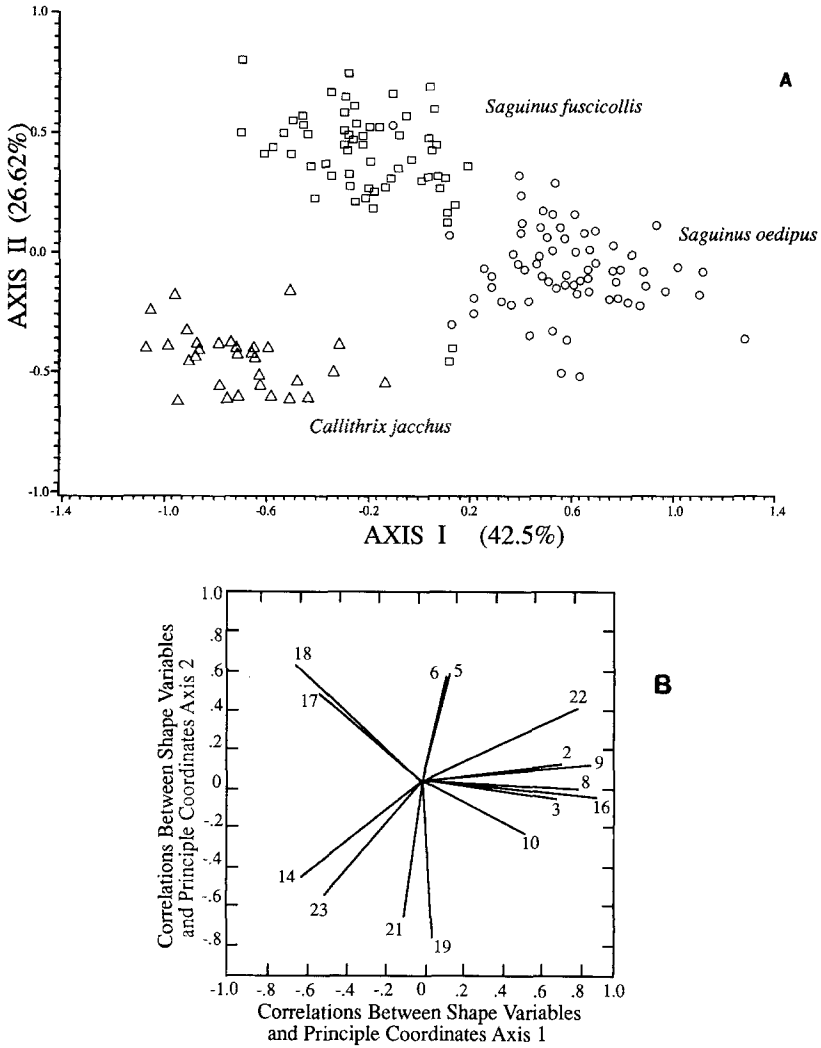 A
1.0
0.5
0.0
-0.5
-1.0
AXIS II (26.62%)
Saguinus fuscicollis
Saguinus oedipus
Callithrix jacchus
-1.4 -1.0 -0.6 -0.2 0.2 0.6 1.0 1.4
AXIS I (42.5%)
B
1.0
.8
.6
.4
.2
0
-.2
-.4
-.6
-.8
Correlations Between Shape Variables
and Principle Coordinates Axis 2
18
17
6 5
22
2
9
8
3
16
10
14
23
21
19
-1.0 -.8 -.6 -.4 -.2 0 .2 .4 .6 .8 1.0
Correlations Between Shape Variables
and Principle Coordinates Axis 1